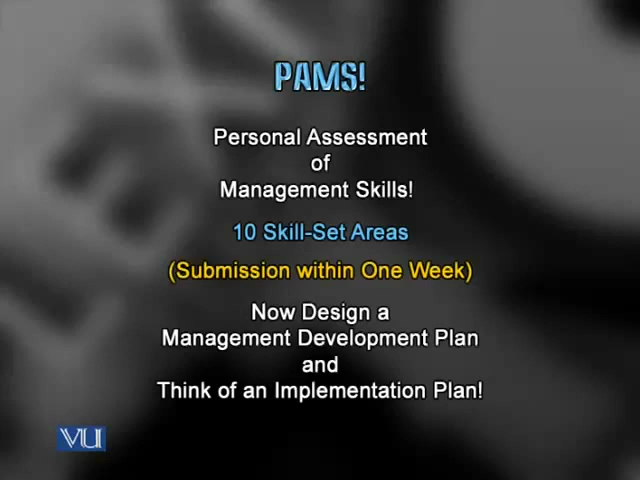 PAMS!
Personal Assessment
of
Management Skills!
10 Skill-Set Areas
(Submission within One Week)
Now Design a
Management Development Plan
and
Think of an Implementation Plan!
VU